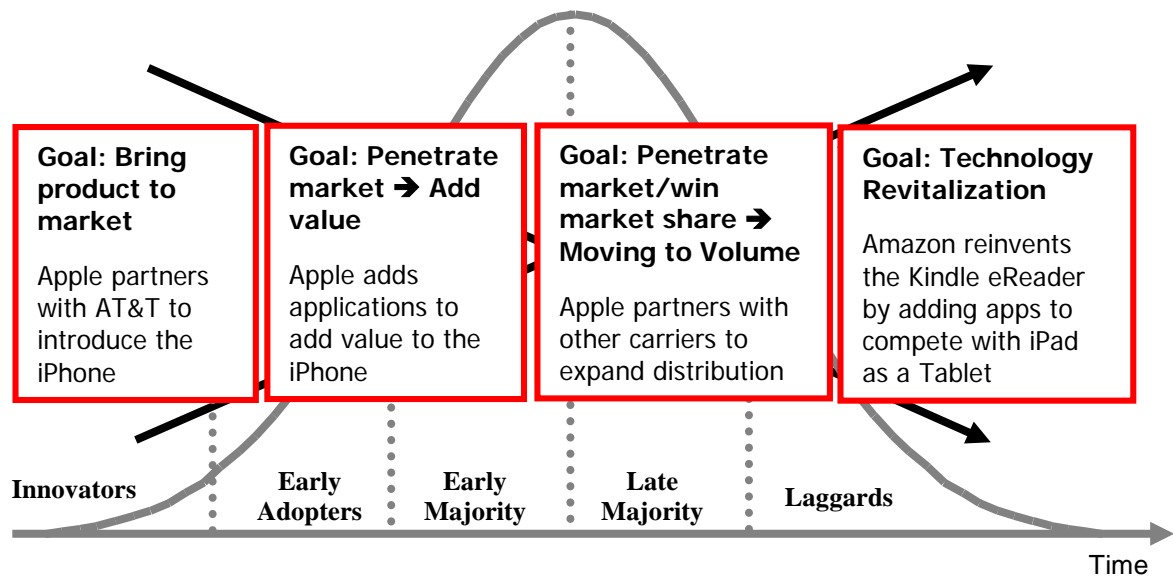 Goal: Bring
product to
market
Apple partners
with AT&T to
introduce the
iPhone
Goal: Penetrate
market ➔ Add
value
Apple adds
applications to
add value to the
iPhone
Goal: Penetrate
market/win
market share ➔
Moving to Volume
Apple partners with
other carriers to
expand distribution
Goal: Technology
Revitalization
Amazon reinvents
the Kindle eReader
by adding apps to
compete with iPad
as a Tablet
Innovators
Early
Adopters
Early
Majority
Late
Majority
Laggards
Time